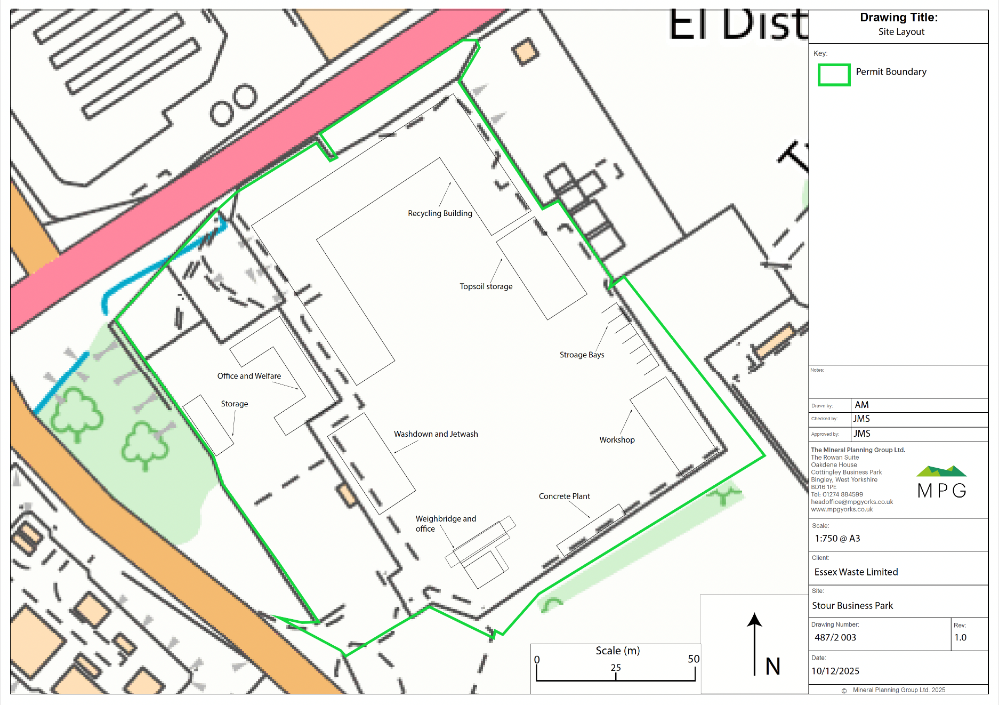 El Dist
Recycling Building
Topsoil storage
Stroage Bays
Office and Welfare
Storage
Washdown and Jetwash
Workshop
Concrete Plant
Weighbridge and
office
Scale (m)
0
25
50
N
Drawing Title:
Site Layout
Key:
Permit Boundary
Notes:
Drawn by:
AM
Checked by:
JMS
Approved by:
JMS
The Mineral Planning Group Ltd.
The Rowan Suite
Oakdene House
Cottingley Business Park
Bingley, West Yorkshire
BD16 1PE
Tel: 01274 884599
headoffice@mpgyorks.co.uk
www.mpgyorks.co.uk
MPG
Scale:
1:750 @ A3
Client:
Essex Waste Limited
Site:
Stour Business Park
Drawing Number:
487/2 003
Rev:
1.0
Date:
10/12/2025
© Mineral Planning Group Ltd. 2025